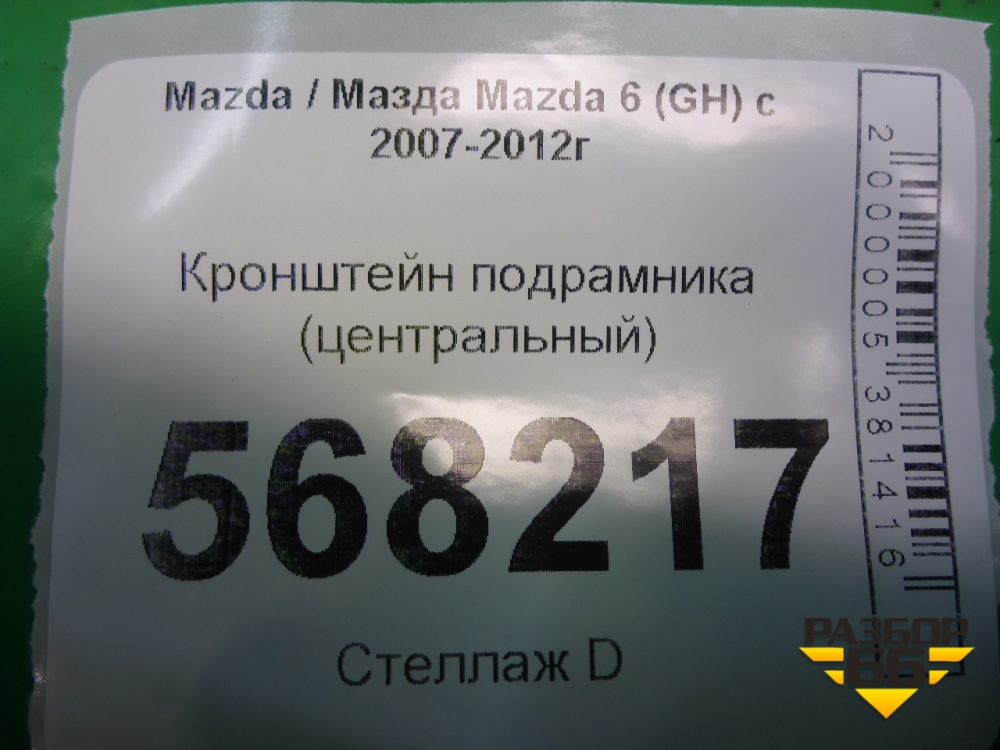 Mazda / Мазда Mazda 6 (GH) с
2007-2012г
Кронштейн подрамника
(центральный)
568217
Стеллаж D
2000005381416
РАЗБОР
66